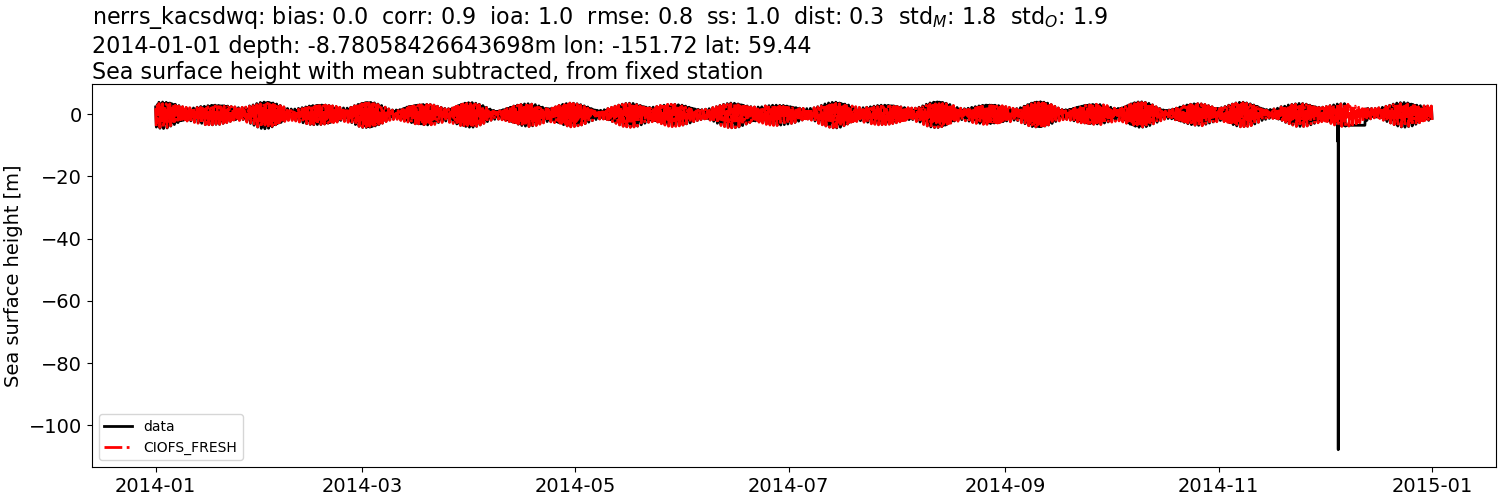 nerrs_kacsdwq: bias: 0.0 corr: 0.9 ioa: 1.0 rmse: 0.8 ss: 1.0 dist: 0.3 std_M: 1.8 std_O: 1.9
2014-01-01 depth: -8.78058426643698m lon: -151.72 lat: 59.44
Sea surface height with mean subtracted, from fixed station
Sea surface height [m]
0
−20
−40
−60
−80
−100
data
CIOFS_FRESH
2014-01
2014-03
2014-05
2014-07
2014-09
2014-11
2015-01